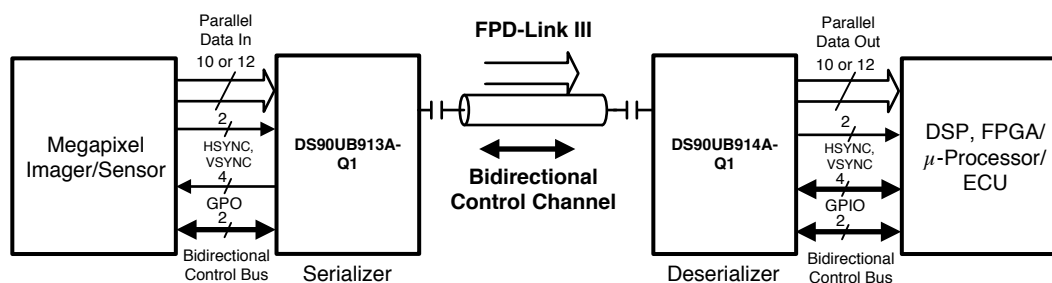 Parallel
Data In
10 or 12
2
HSYNC,
VSYNC
4
GPO
2
Bidirectional
Control Bus
Megapixel
Imager/Sensor
DS90UB913A-
Q1
Serializer
FPD-Link III
Bidirectional
Control Channel
DS90UB914A-
Q1
Deserializer
Parallel
Data Out
10 or 12
2
HSYNC,
VSYNC
4
GPIO
2
Bidirectional
Control Bus
DSP, FPGA/
μ-Processor/
ECU